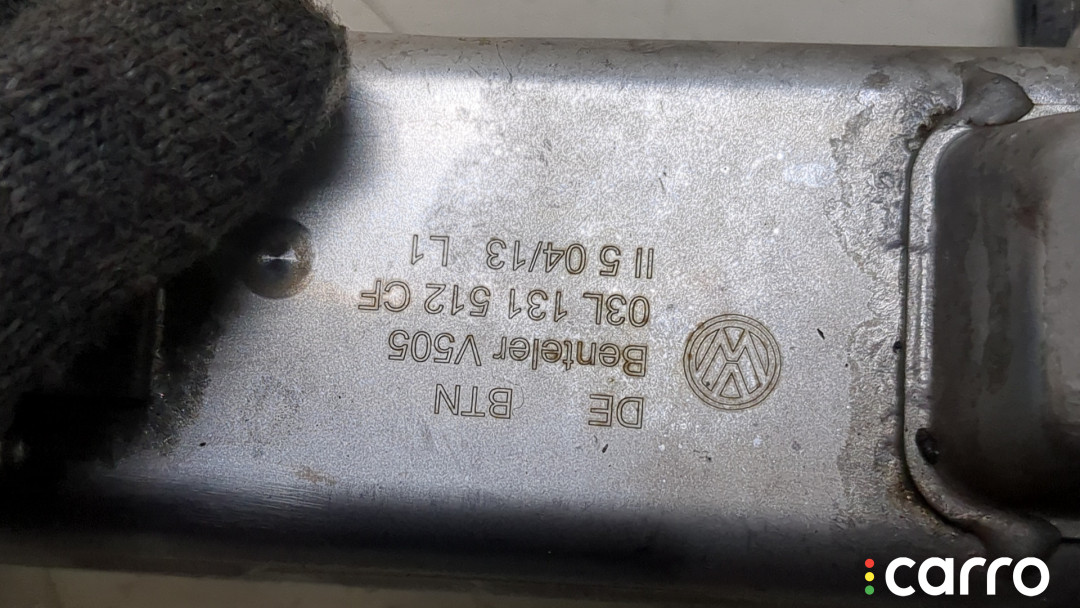 DE BTN
Benteler V505
03L 131 512 CF
II 5 04/13 L1
carro